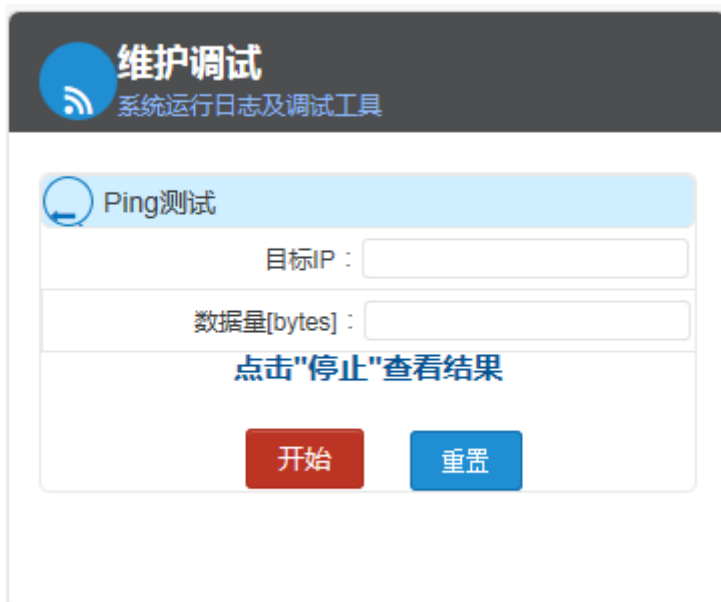 维护调试
系统运行日志及调试工具
Ping测试
目标IP：
数据量[bytes]：
点击"停止"查看结果
开始 重置